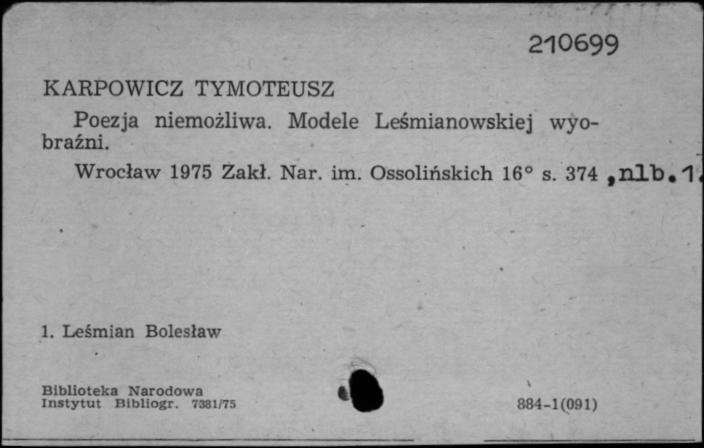 210699
KARPOWICZ TYMOTEUSZ
Poezja niemożliwa. Modele Leśmianowskiej wyo-
braźni.
Wrocław 1975 Zakł. Nar. im. Ossolińskich 16° s. 374 ,nlb.1.
1. Leśmian Bolesław
Biblioteka Narodowa
Instytut Bibliogr. 7381/75
884-1(091)